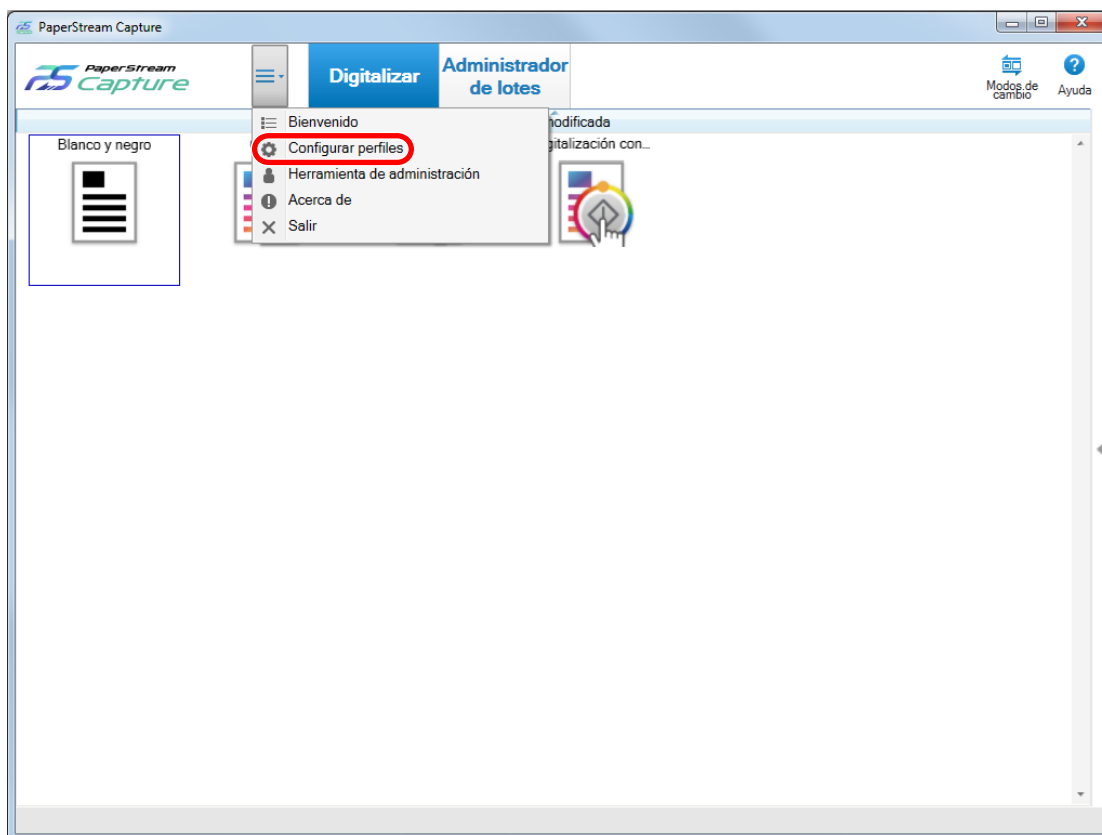 PaperStream Capture
PaperStream
Capture
Digitalizar
Administrador
de lotes
Modos de
cambio
Ayuda
Bienvenido
Configurar perfiles
Herramienta de administración
Acerca de
Salir
modificada
Blanco y negro
gitalización con...